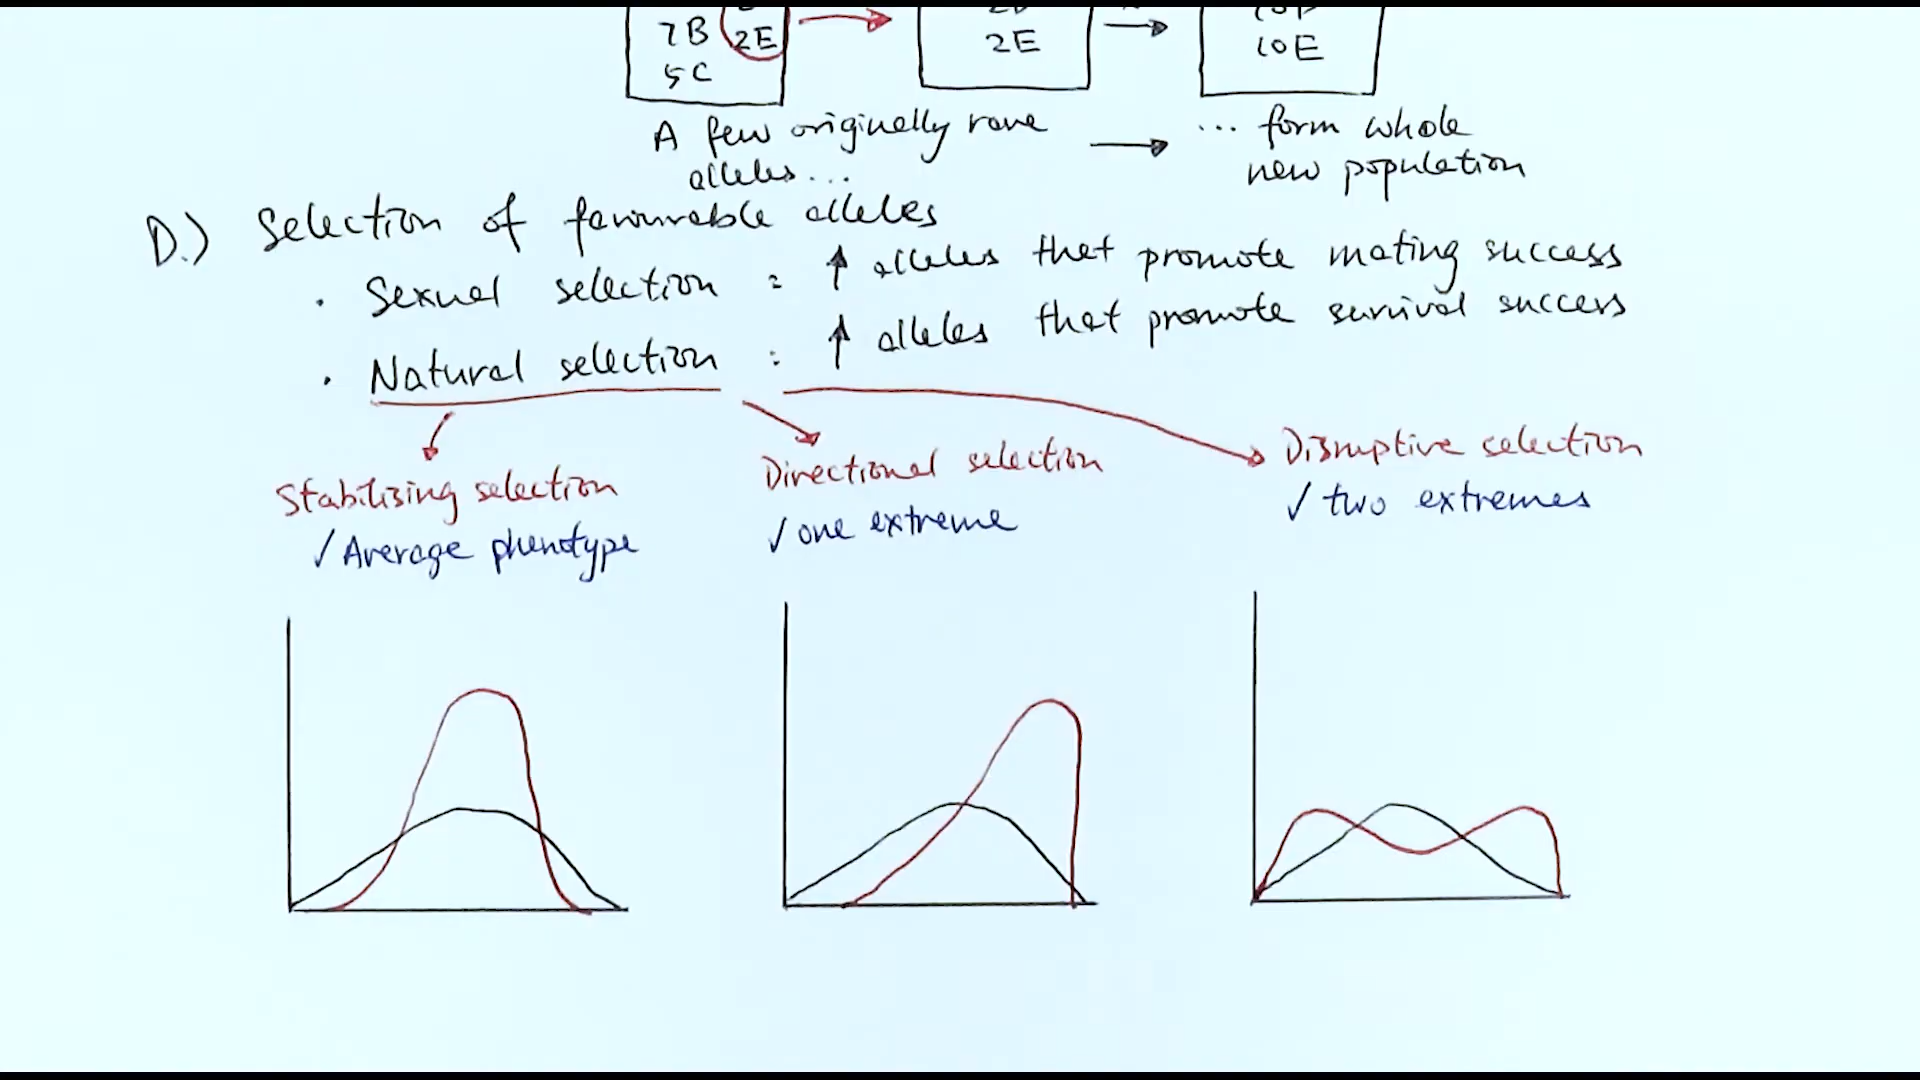 7B 2E
5C
2E
10E
A few originally rare
alleles...
... form whole
new population
D.) Selection of favourable alleles
• Sexual selection : ↑ alleles that promote mating success
• Natural selection : ↑ alleles that promote survival success
Stabilising selection
✓ Average phenotype
Directional selection
✓ one extreme
Disruptive selection
✓ two extremes